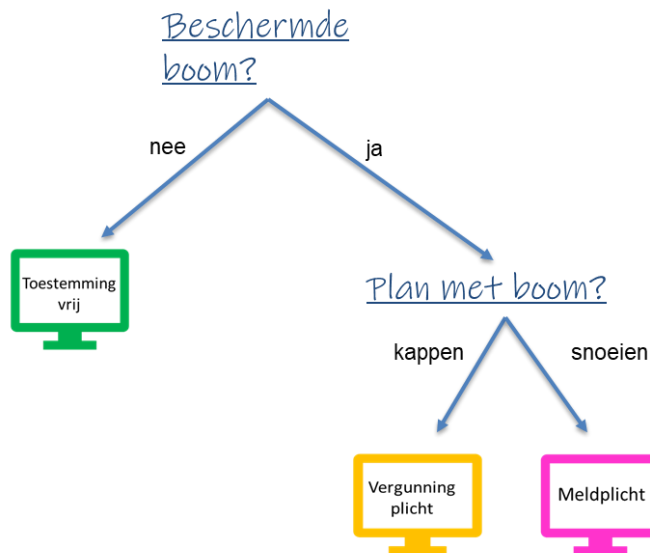 Beschermde
boom?
nee
ja
Toestemming
vrij
Plan met boom?
kappen
snoeien
Vergunning
plicht
Meldplicht